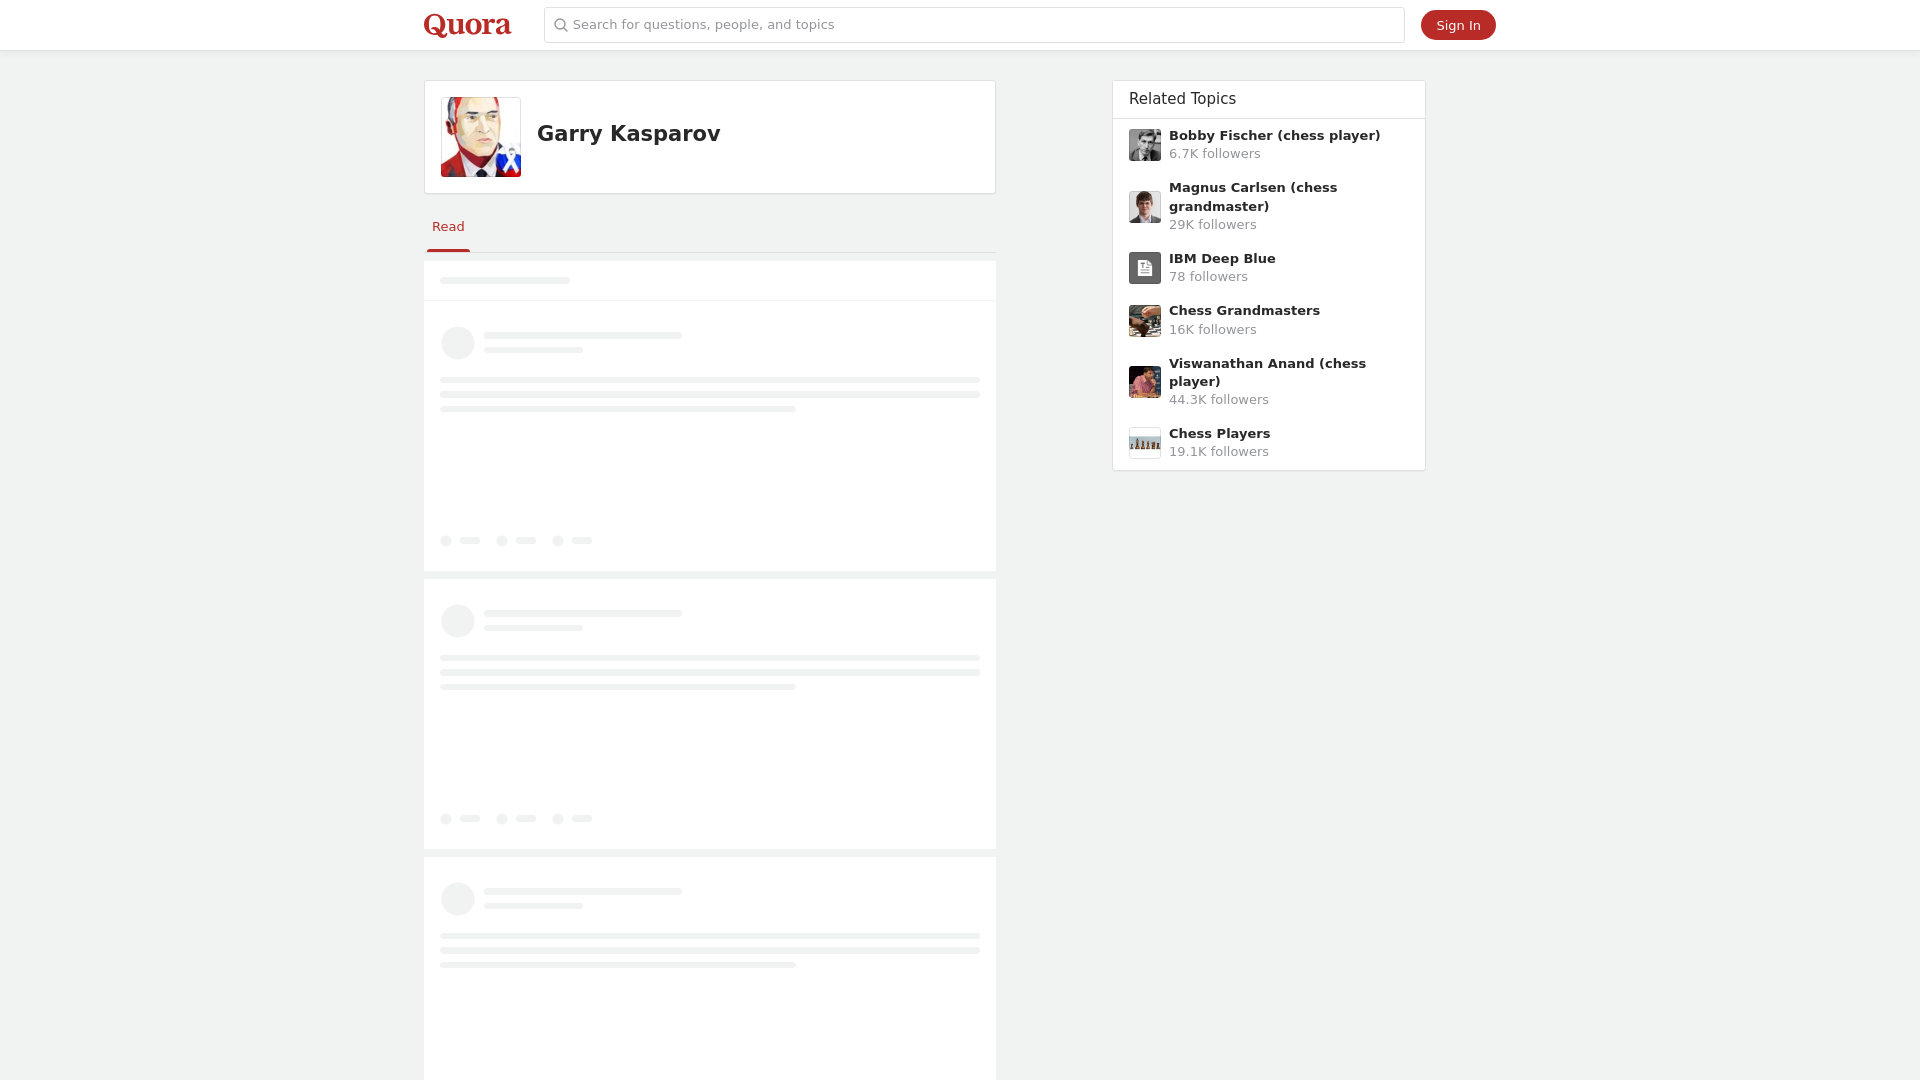 Quora
Search for questions, people, and topics
Sign In
Garry Kasparov
Read
Related Topics
Bobby Fischer (chess player)
6.7K followers
Magnus Carlsen (chess
grandmaster)
29K followers
IBM Deep Blue
78 followers
Chess Grandmasters
16K followers
Viswanathan Anand (chess
player)
44.3K followers
Chess Players
19.1K followers